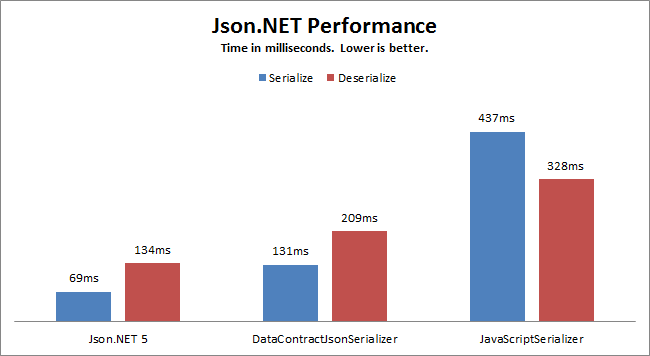 Json.NET Performance
Time in milliseconds. Lower is better.
Serialize Deserialize
437ms
328ms
209ms
134ms 131ms
69ms
Json.NET 5 DataContractJsonSerializer JavaScriptSerializer